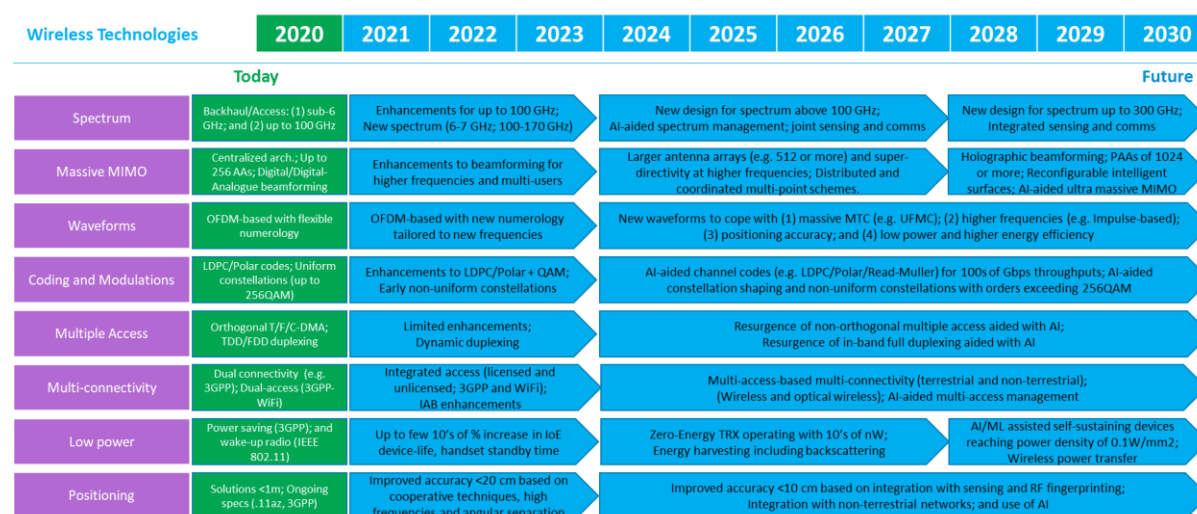 Wireless Technologies 2020 2021 2022 2023 2024 2025 2026 2027 2028 2029 2030
Today
Future
Spectrum
Backhaul/Access: (1) sub-6
GHz; and (2) up to 100 GHz
Enhancements for up to 100 GHz;
New spectrum (6-7 GHz; 100-170 GHz)
New design for spectrum above 100 GHz;
AI-aided spectrum management; joint sensing and comms
New design for spectrum up to 300 GHz;
Integrated sensing and comms
Massive MIMO
Centralized arch.; Up to
256 AAs; Digital/Digital-
Analogue beamforming
Enhancements to beamforming for
higher frequencies and multi-users
Larger antenna arrays (e.g. 512 or more) and super-
directivity at higher frequencies; Distributed and
coordinated multi-point schemes.
Holographic beamforming; PAAs of 1024
or more; Reconfigurable intelligent
surfaces; AI-aided ultra massive MIMO
Waveforms
OFDM-based with flexible
numerology
OFDM-based with new numerology
tailored to new frequencies
New waveforms to cope with (1) massive MTC (e.g. UFMC); (2) higher frequencies (e.g. Impulse-based);
(3) positioning accuracy; and (4) low power and higher energy efficiency
Coding and Modulations
LDPC/Polar codes; Uniform
constellations (up to
256QAM)
Enhancements to LDPC/Polar + QAM;
Early non-uniform constellations
AI-aided channel codes (e.g. LDPC/Polar/Read-Muller) for 100s of Gbps throughputs; AI-aided
constellation shaping and non-uniform constellations with orders exceeding 256QAM
Multiple Access
Orthogonal T/F/C-DMA;
TDD/FDD duplexing
Limited enhancements;
Dynamic duplexing
Resurgence of non-orthogonal multiple access aided with AI;
Resurgence of in-band full duplexing aided with AI
Multi-connectivity
Dual connectivity (e.g.
3GPP); Dual-access (3GPP-
WiFi)
Integrated access (licensed and
unlicensed; 3GPP and WiFi);
IAB enhancements
Multi-access-based multi-connectivity (terrestrial and non-terrestrial);
(Wireless and optical wireless); AI-aided multi-access management
Low power
Power saving (3GPP); and
wake-up radio (IEEE
802.11)
Up to few 10's of % increase in IoE
device-life, handset standby time
Zero-Energy TRX operating with 10's of nW;
Energy harvesting including backscattering
AI/ML assisted self-sustaining devices
reaching power density of 0.1W/mm2;
Wireless power transfer
Positioning
Solutions <1m; Ongoing
specs (.11az, 3GPP)
Improved accuracy <20 cm based on
cooperative techniques, high
frequencies and angular separation
Improved accuracy <10 cm based on integration with sensing and RF fingerprinting;
Integration with non-terrestrial networks; and use of AI